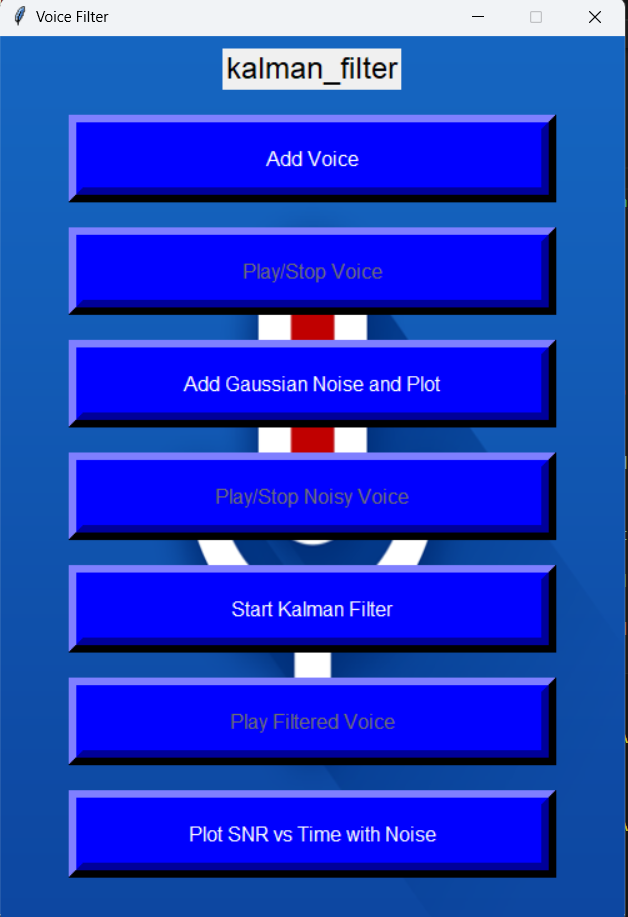 Voice Filter
kalman_filter
Add Voice
Play/Stop Voice
Add Gaussian Noise and Plot
Play/Stop Noisy Voice
Start Kalman Filter
Play Filtered Voice
Plot SNR vs Time with Noise